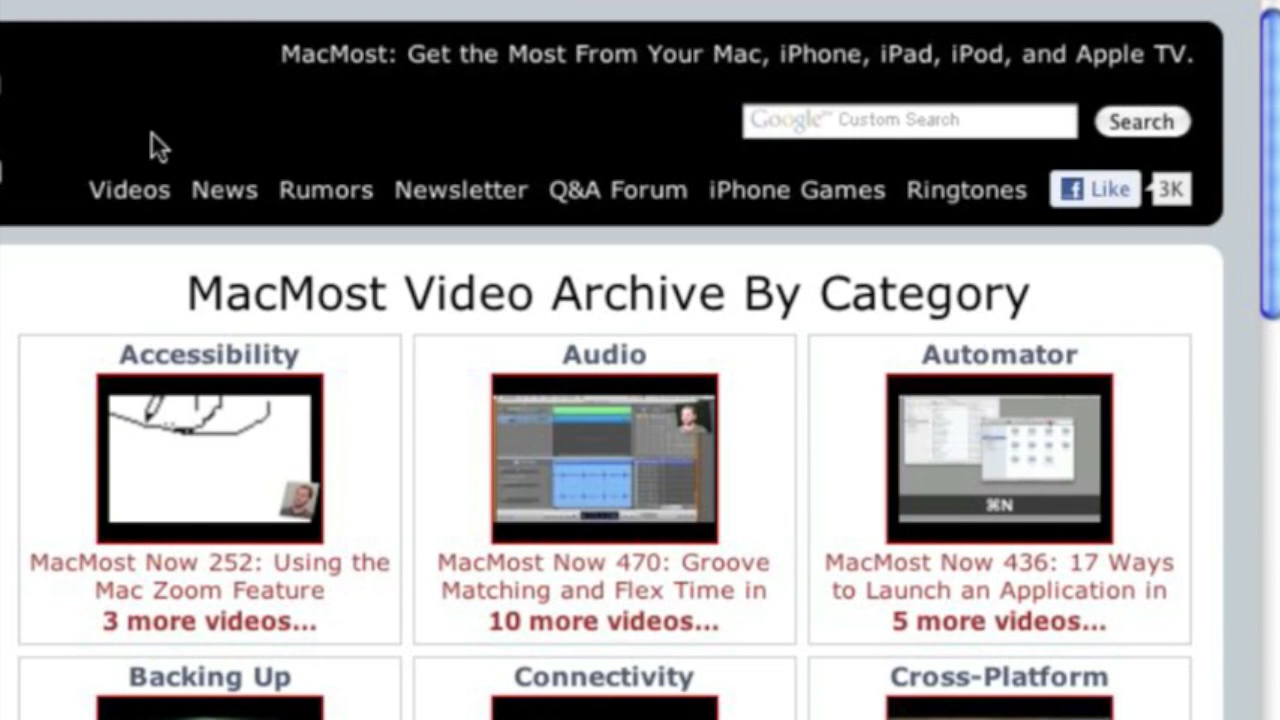 MacMost: Get the Most From Your Mac, iPhone, iPad, iPod, and Apple TV.
Google™ Custom Search
Search
Videos News Rumors Newsletter Q&A Forum iPhone Games Ringtones Like 3K
MacMost Video Archive By Category
Accessibility
MacMost Now 252: Using the
Mac Zoom Feature
3 more videos...
Audio
MacMost Now 470: Groove
Matching and Flex Time in
10 more videos...
Automator
⌘N
MacMost Now 436: 17 Ways
to Launch an Application in
5 more videos...
Backing Up
Connectivity
Cross-Platform